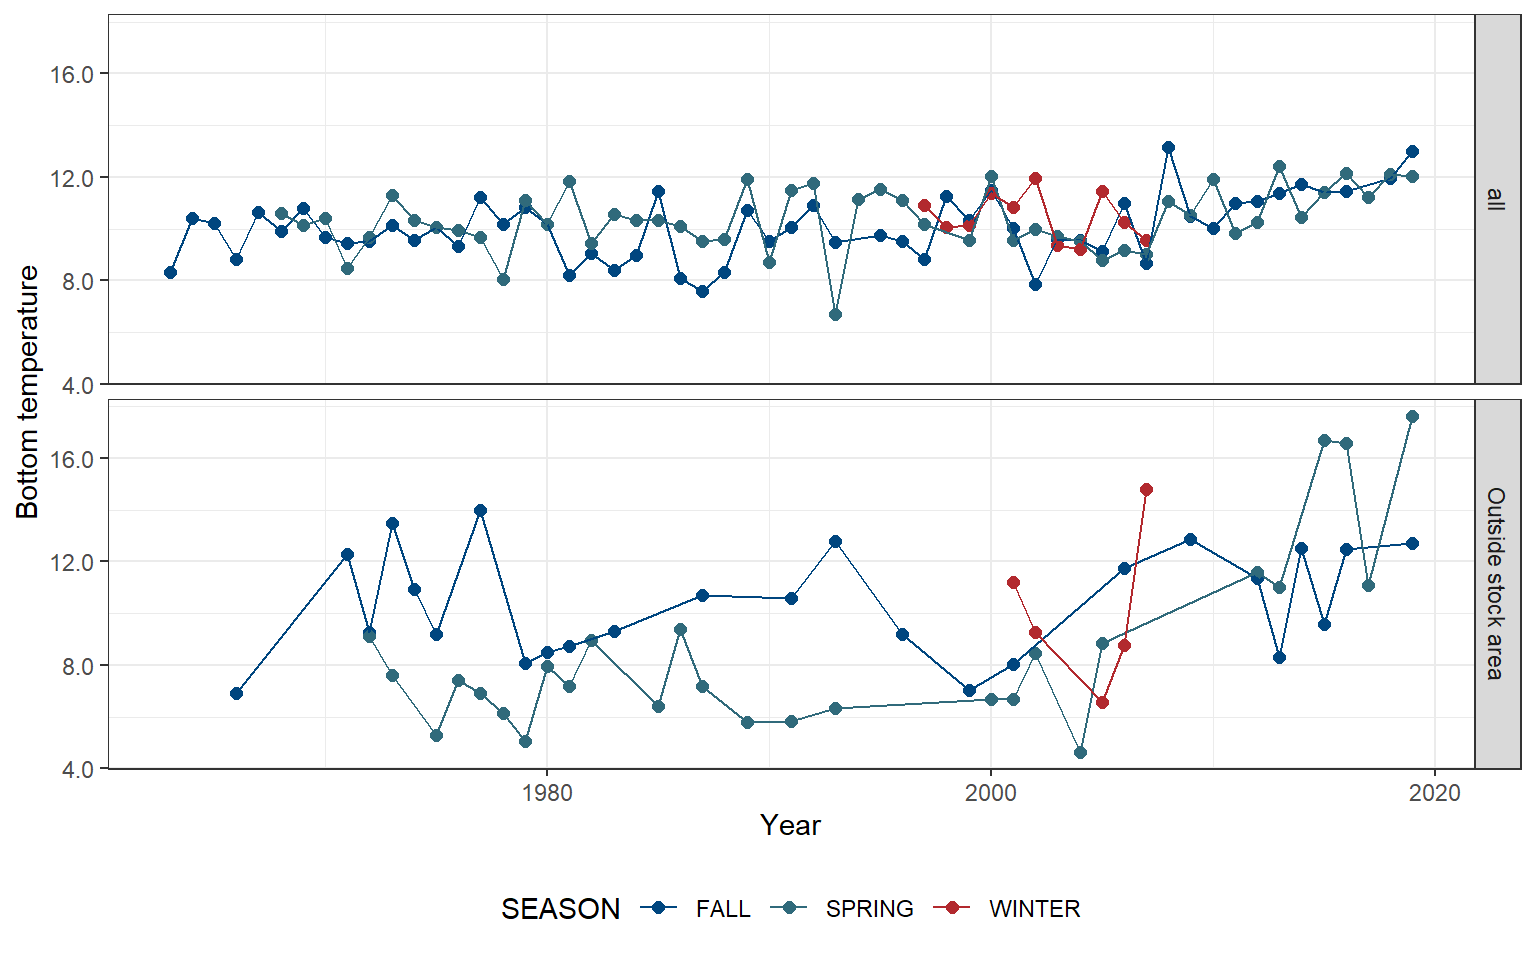 16.0
12.0
8.0
4.0
all
16.0
12.0
8.0
4.0
Outside stock area
Bottom temperature
1980 2000 2020
Year
SEASON FALL SPRING WINTER